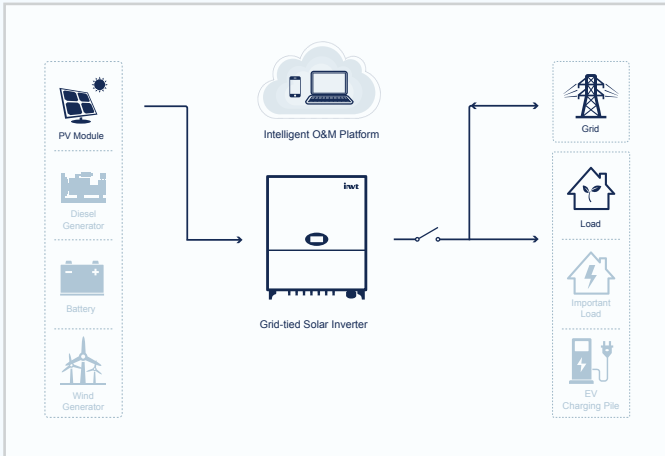 PV Module
Diesel
Generator
Battery
Wind
Generator
Intelligent O&M Platform
invt
Grid-tied Solar Inverter
Grid
Load
Important
Load
EV
Charging Pile